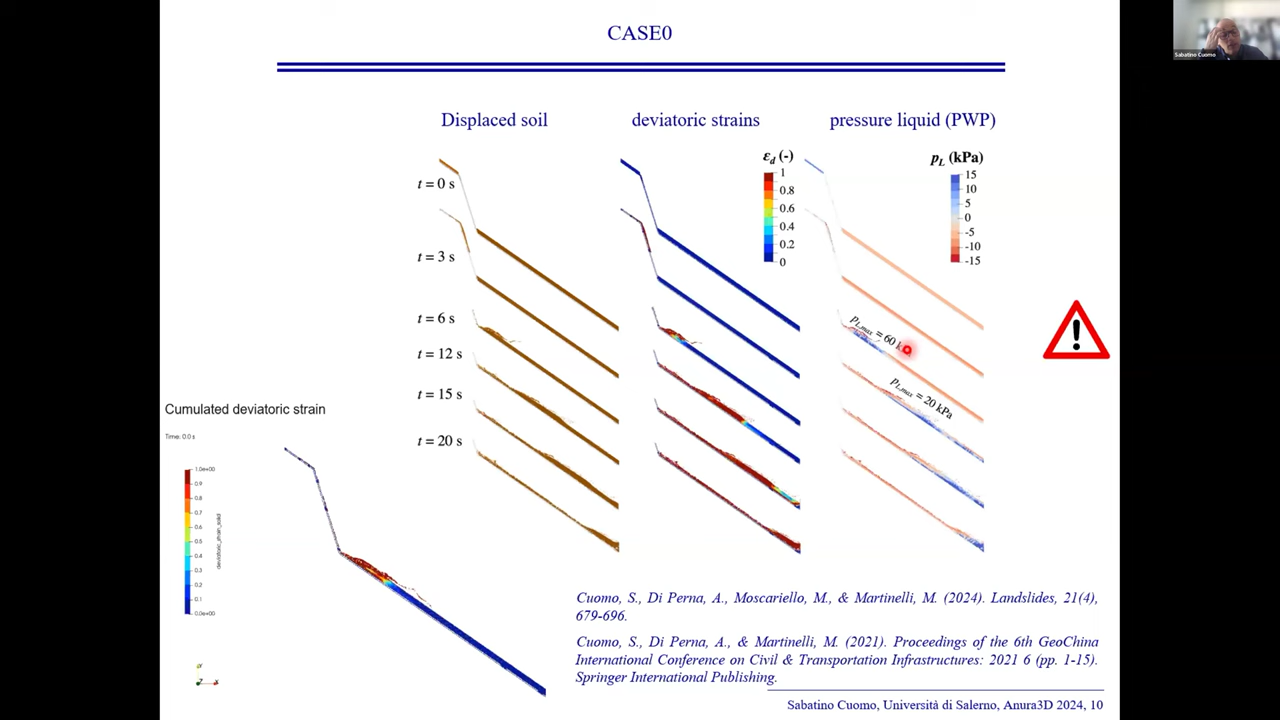 CASE0
Sabatino Cuomo
Displaced soil
deviatoric strains
pressure liquid (PWP)
εd (-)
1
0.8
0.6
0.4
0.2
0
pL (kPa)
15
10
5
0
-5
-10
-15
t = 0 s
t = 3 s
t = 6 s
t = 12 s
t = 15 s
t = 20 s
pL,max = 60
pL,max = 20 kPa
Cumulated deviatoric strain
Time: 0.0 s
1.0e+00
0.9
0.8
0.7
0.6
0.5
0.4
0.3
0.2
0.1
0.0e+00
deviatoric_strain_solid
Y
Z
X
Cuomo, S., Di Perna, A., Moscariello, M., & Martinelli, M. (2024). Landslides, 21(4),
679-696.
Cuomo, S., Di Perna, A., & Martinelli, M. (2021). Proceedings of the 6th GeoChina
International Conference on Civil & Transportation Infrastructures: 2021 6 (pp. 1-15).
Springer International Publishing.
Sabatino Cuomo, Università di Salerno, Anura3D 2024, 10